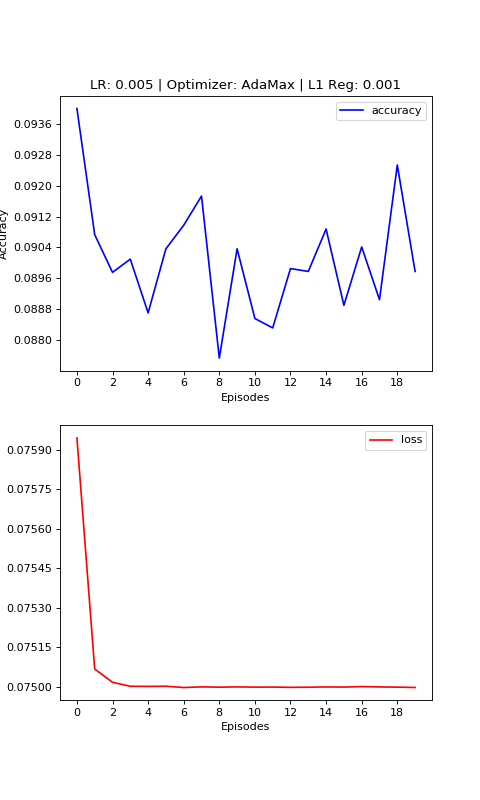 LR: 0.005 | Optimizer: AdaMax | L1 Reg: 0.001
accuracy
0.0936
0.0928
0.0920
0.0912
0.0904
0.0896
0.0888
0.0880
Accuracy
0 2 4 6 8 10 12 14 16 18
Episodes
loss
0.07590
0.07575
0.07560
0.07545
0.07530
0.07515
0.07500
0 2 4 6 8 10 12 14 16 18
Episodes